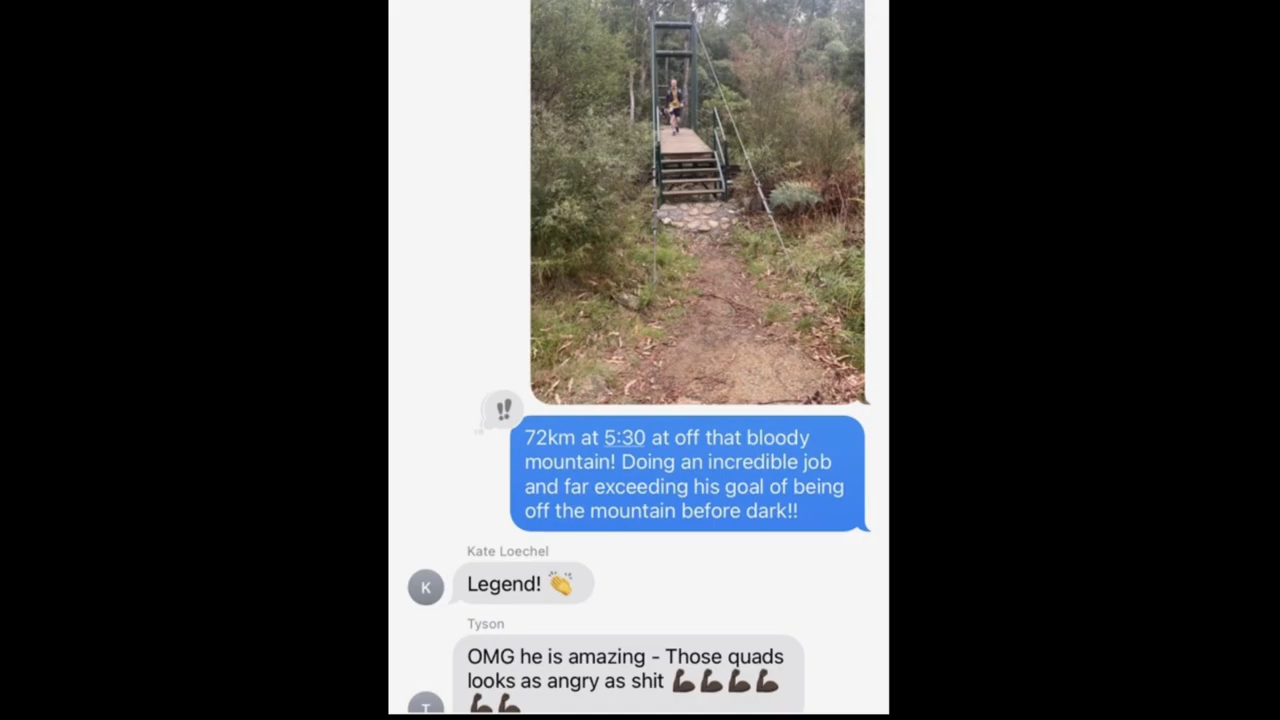 72km at 5:30 at off that bloody
mountain! Doing an incredible job
and far exceeding his goal of being
off the mountain before dark!!
Kate Loechel
K
Legend! 👏
Tyson
OMG he is amazing - Those quads
looks as angry as shit 💪🏿💪🏿💪🏿💪🏿
💪🏿💪🏿
T